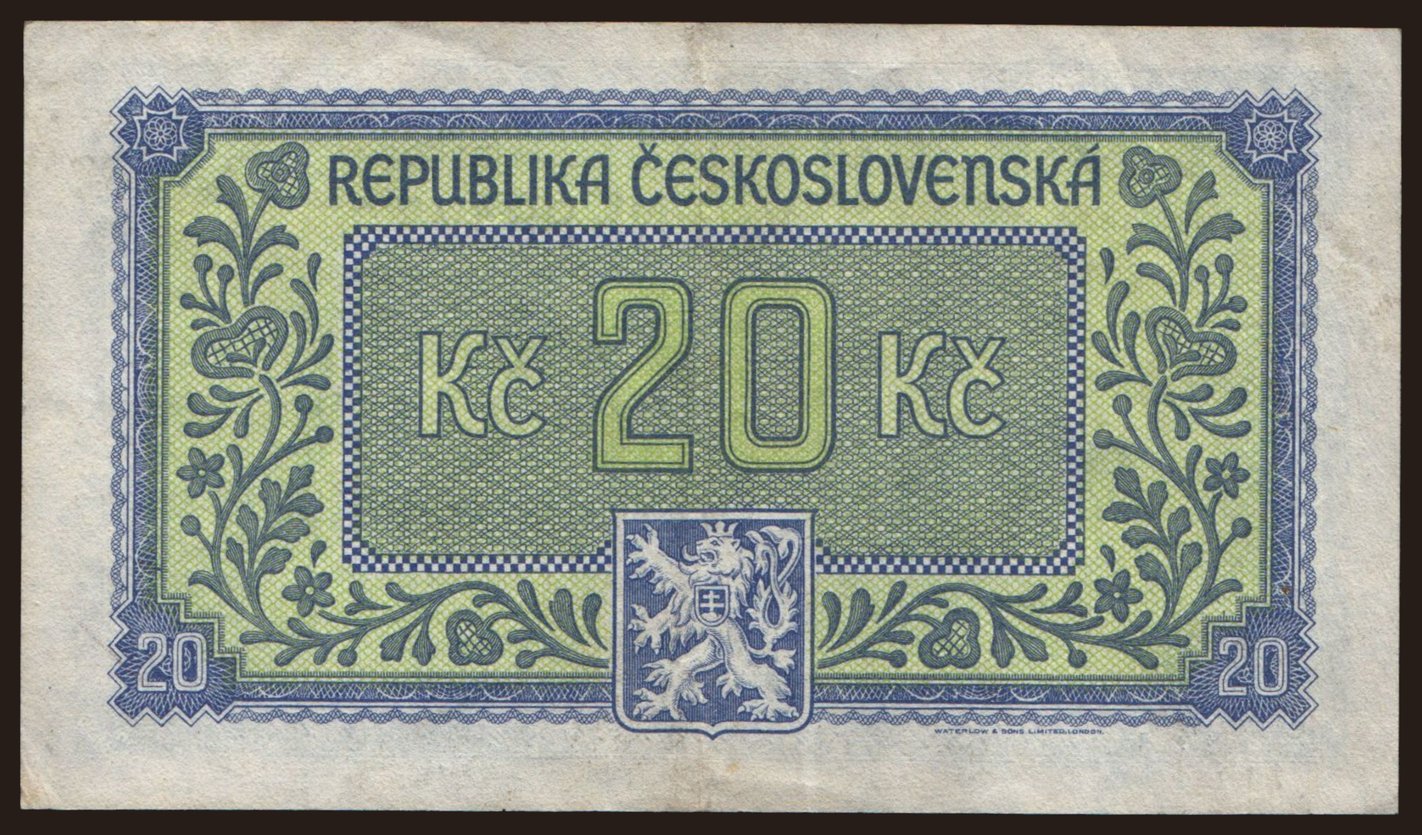 REPUBLIKA ČESKOSLOVENSKÁ
Kč 20 Kč
20 20
WATERLOW & SONS LIMITED, LONDON.